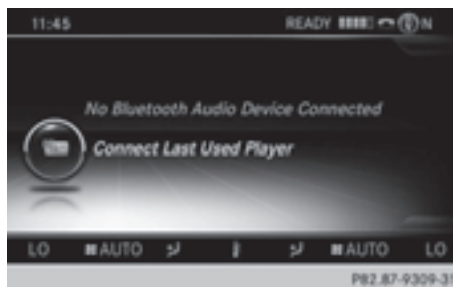 11:45 READY N
No Bluetooth Audio Device Connected
Connect Last Used Player
LO AUTO AUTO LO
P82.87-9309-31